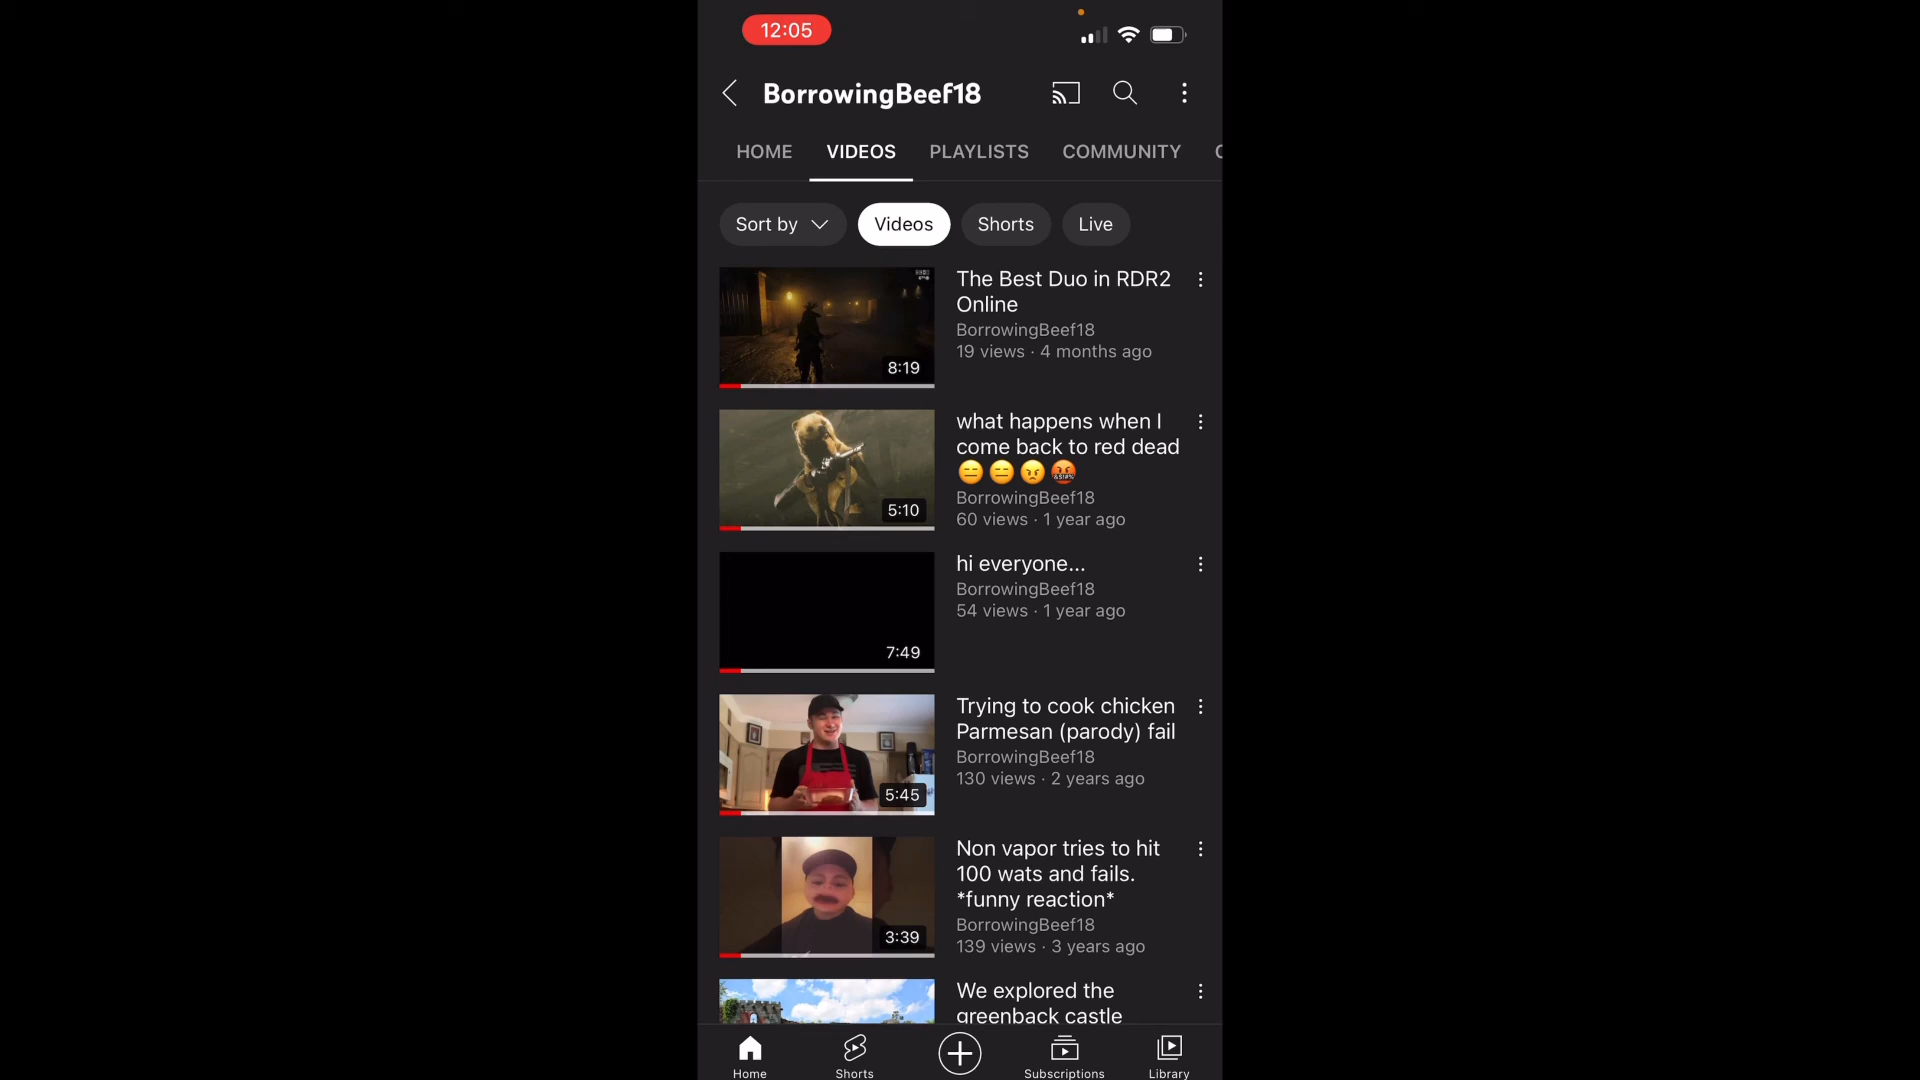 12:05
BorrowingBeef18
HOME VIDEOS PLAYLISTS COMMUNITY
Sort by Videos Shorts Live
The Best Duo in RDR2
Online
BorrowingBeef18
19 views · 4 months ago
8:19
what happens when I
come back to red dead
😑😑😡🤬
BorrowingBeef18
60 views · 1 year ago
5:10
hi everyone...
BorrowingBeef18
54 views · 1 year ago
7:49
Trying to cook chicken
Parmesan (parody) fail
BorrowingBeef18
130 views · 2 years ago
5:45
Non vapor tries to hit
100 wats and fails.
*funny reaction*
BorrowingBeef18
139 views · 3 years ago
3:39
We explored the
greenback castle
Home Shorts Subscriptions Library